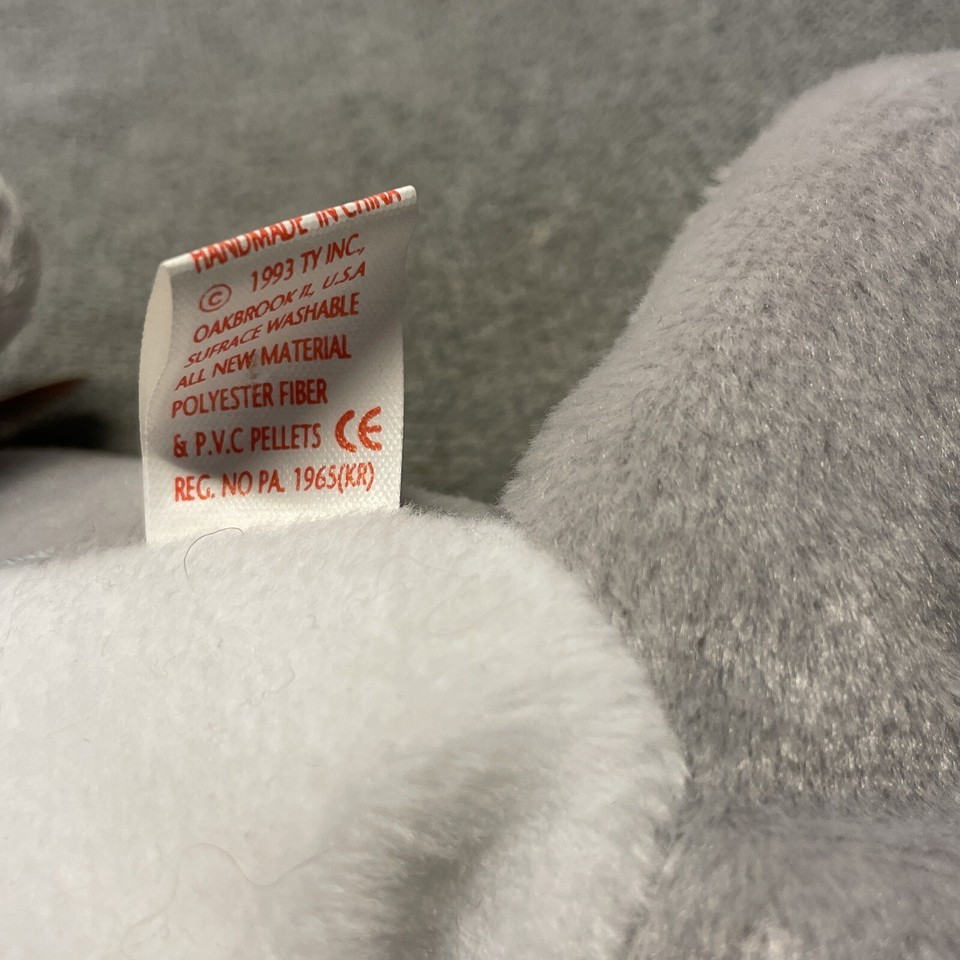 HANDMADE IN CHINA
© 1993 TY INC,
OAKBROOK IL, U.S.A
SUFRACE WASHABLE
ALL NEW MATERIAL
POLYESTER FIBER
& P.V.C PELLETS CE
REG. NO PA. 1965(KR)